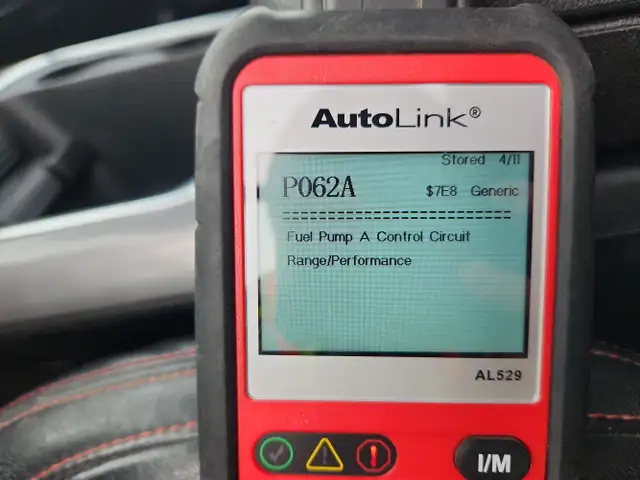 AutoLink®
Stored 4/11
P062A $7E8 Generic
Fuel Pump A Control Circuit
Range/Performance
AL529
I/M